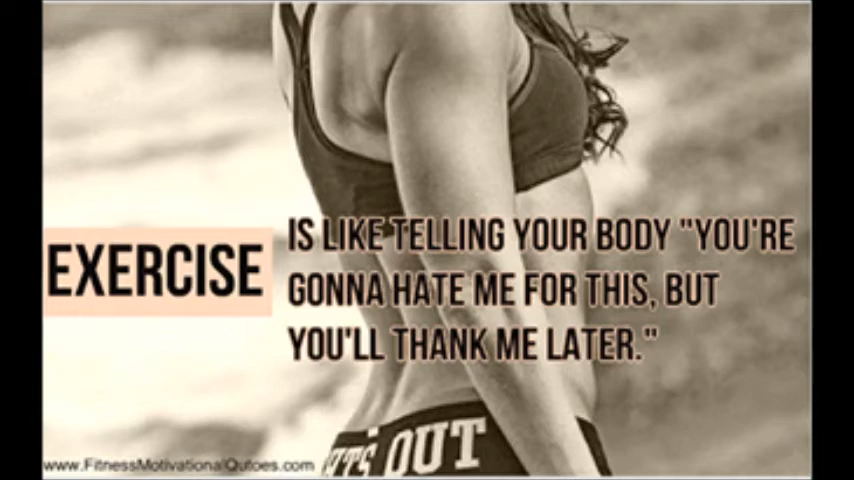 EXERCISE
IS LIKE TELLING YOUR BODY "YOU'RE
GONNA HATE ME FOR THIS, BUT
YOU'LL THANK ME LATER."
OUT
www.FitnessMotivationalQutoes.com